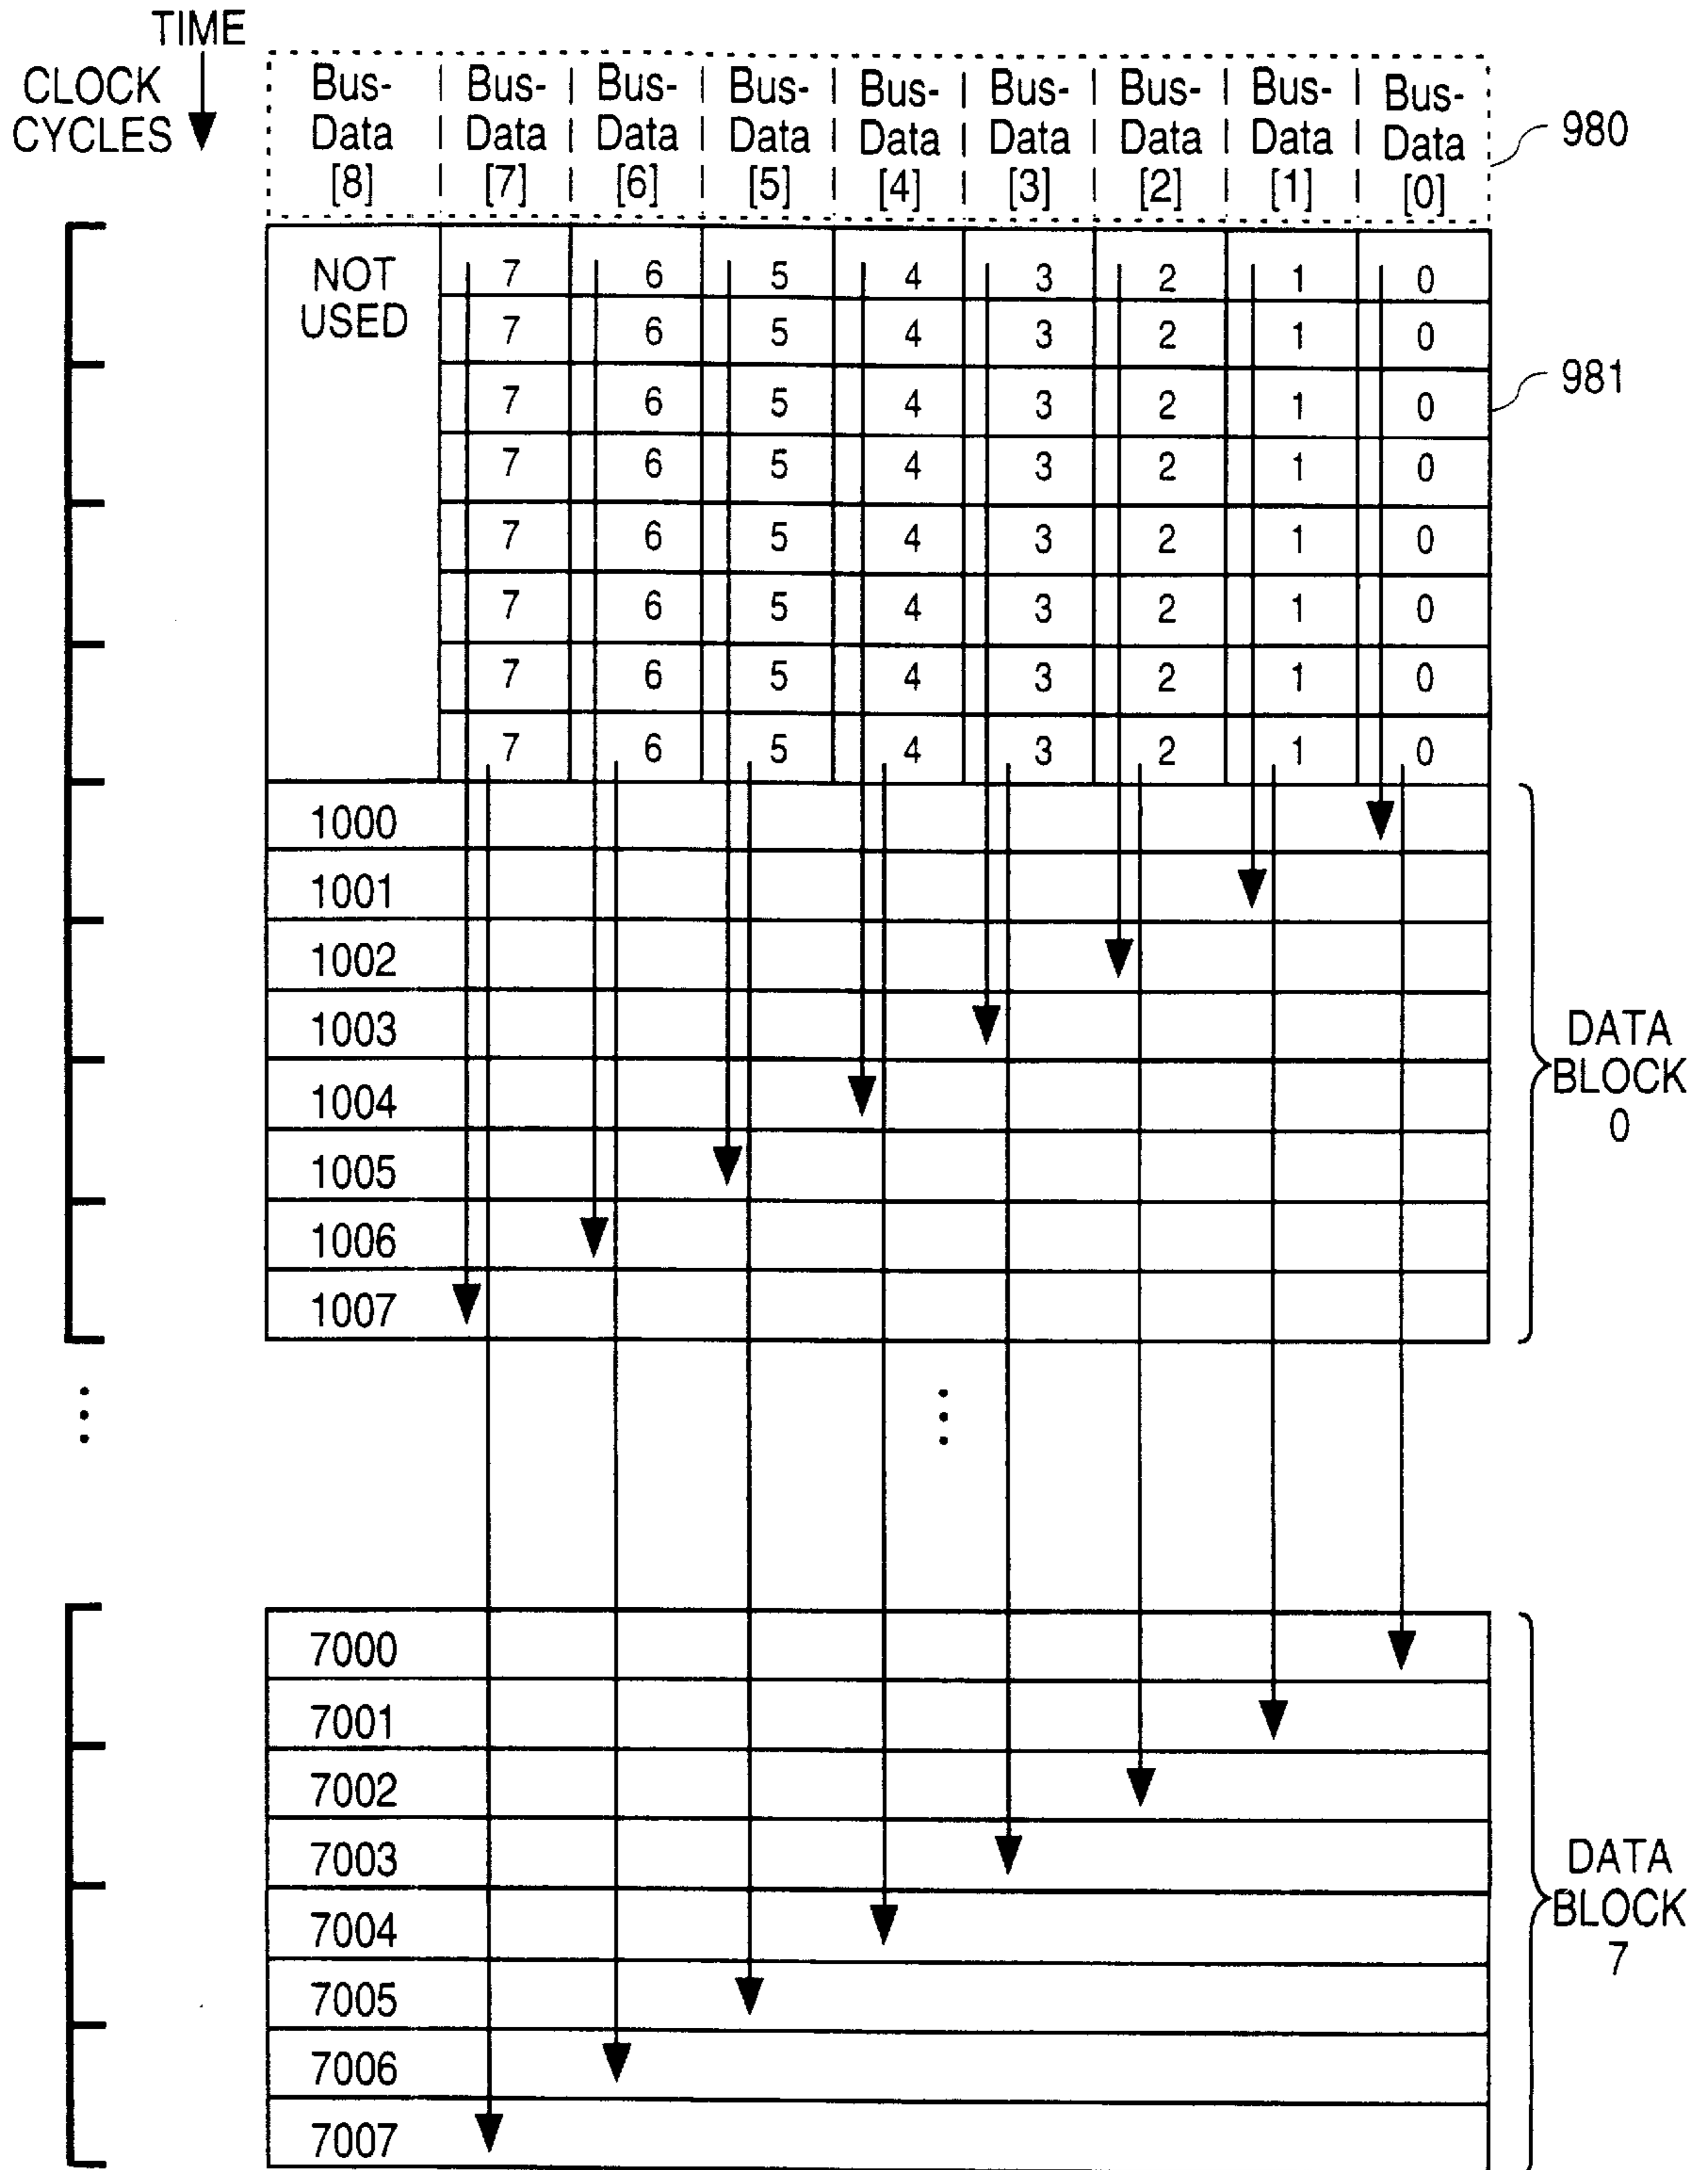 TIME
CLOCK
CYCLES
Bus-
Data
[8]
Bus-
Data
[7]
Bus-
Data
[6]
Bus-
Data
[5]
Bus-
Data
[4]
Bus-
Data
[3]
Bus-
Data
[2]
Bus-
Data
[1]
Bus-
Data
[0]
980
NOT
USED
7 6 5 4 3 2 1 0
7 6 5 4 3 2 1 0
981
7 6 5 4 3 2 1 0
7 6 5 4 3 2 1 0
7 6 5 4 3 2 1 0
7 6 5 4 3 2 1 0
7 6 5 4 3 2 1 0
7 6 5 4 3 2 1 0
1000
1001
1002
1003
1004
1005
1006
1007
DATA
BLOCK
0
7000
7001
7002
7003
7004
7005
7006
7007
DATA
BLOCK
7